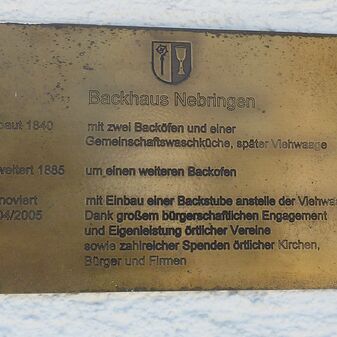 Backhaus Nebringen
baut 1840 mit zwei Backöfen und einer
Gemeinschaftswaschküche, später Viehwaage
weitert 1885 um einen weiteren Backofen
noviert mit Einbau einer Backstube anstelle der Viehwa
04/2005 Dank großem bürgerschaftlichen Engagement
und Eigenleistung örtlicher Vereine
sowie zahlreicher Spenden örtlicher Kirchen,
Bürger und Firmen